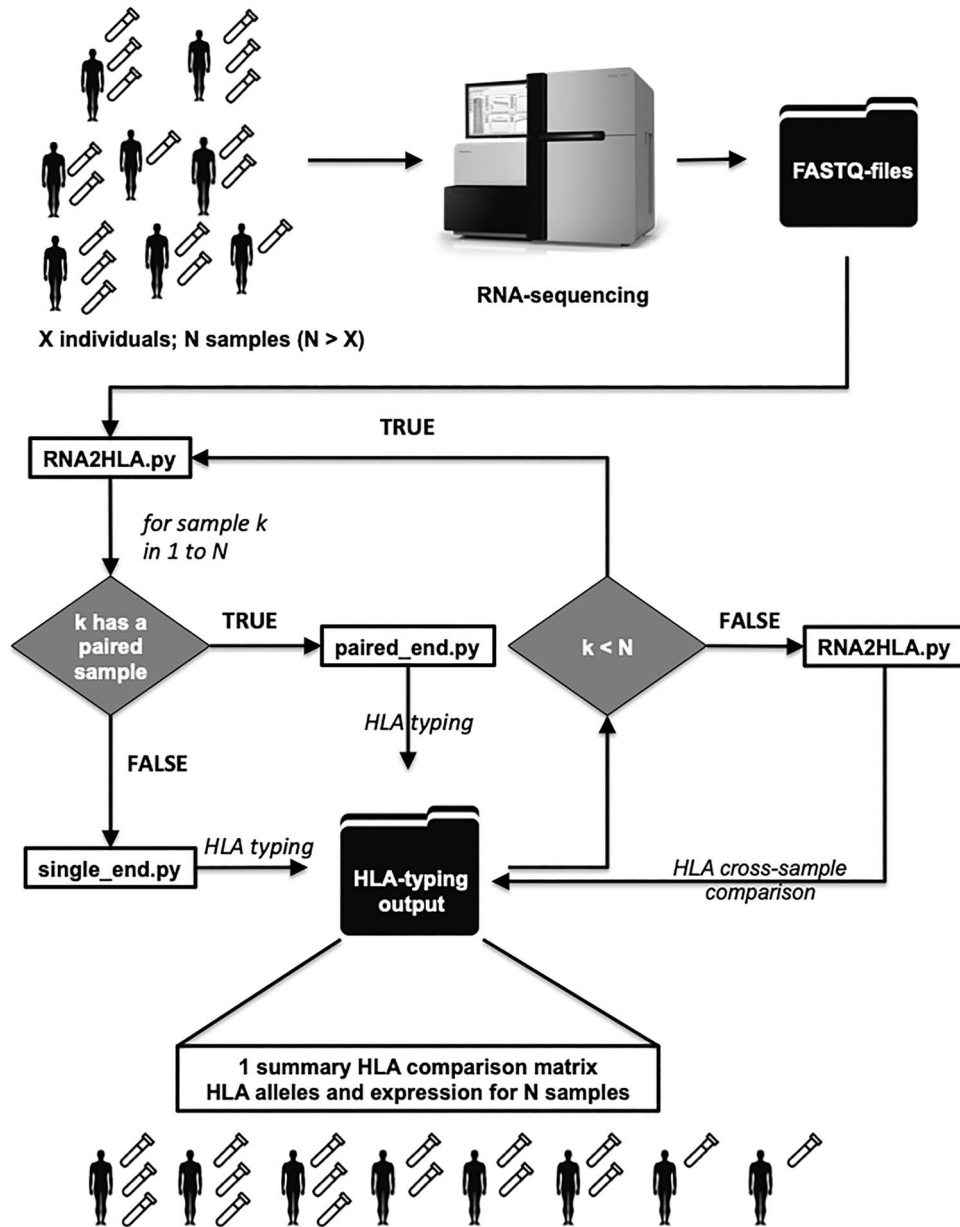 FASTQ-files
RNA-sequencing
X individuals; N samples (N > X)
TRUE
RNA2HLA.py
for sample k
in 1 to N
k has a
paired
sample
TRUE
paired_end.py
k < N
FALSE
RNA2HLA.py
HLA typing
FALSE
single_end.py
HLA typing
HLA-typing
output
HLA cross-sample
comparison
1 summary HLA comparison matrix
HLA alleles and expression for N samples